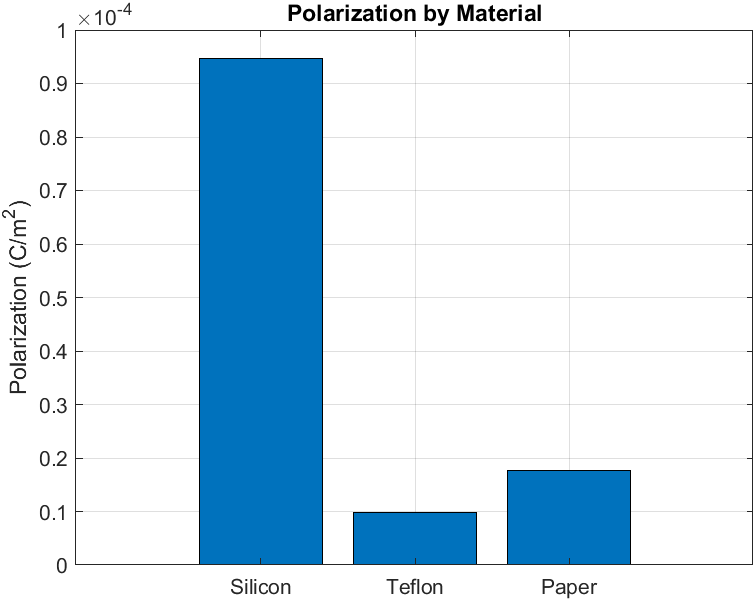 Polarization by Material
×10⁻⁴
Polarization (C/m²)
1
0.9
0.8
0.7
0.6
0.5
0.4
0.3
0.2
0.1
0
Silicon
Teflon
Paper